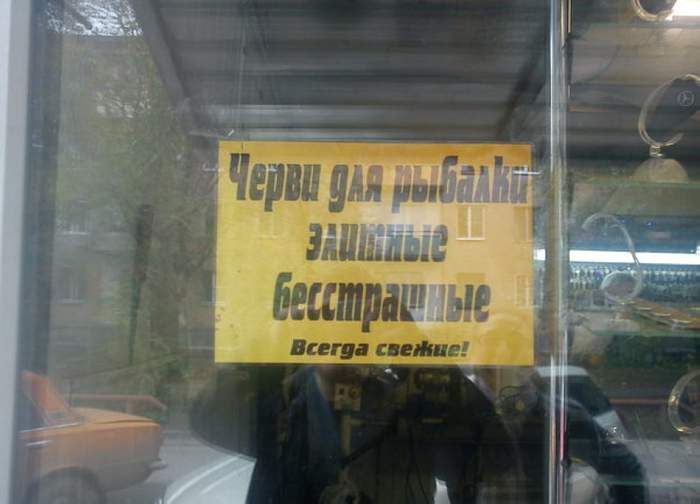 Черви для рыбалки
элитные
бесстрашные
Всегда свежие!